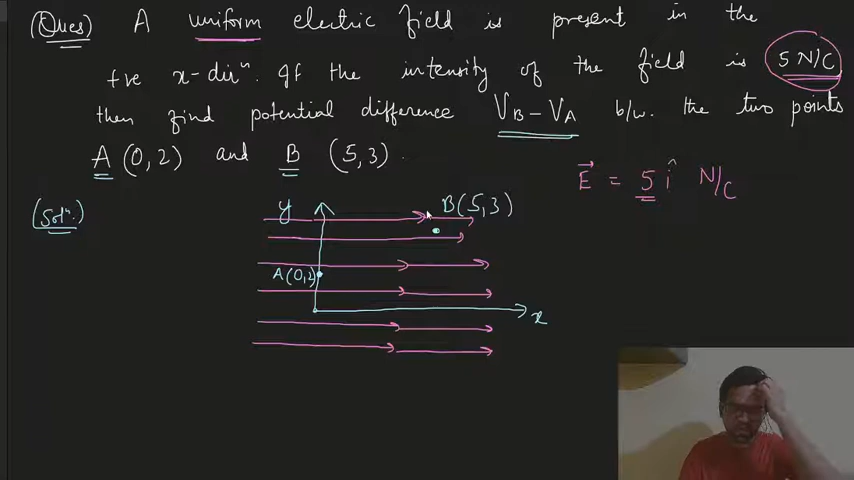 (Ques) A uniform electric field is present in the
+ve x-dirⁿ. If the intensity of the field is 5 N/C
then find potential difference V_B - V_A b/w. the two points
A (0, 2) and B (5, 3).
E⃗ = 5 î N/C
(Solⁿ.)
y
B(5, 3)
A(0,2)
x